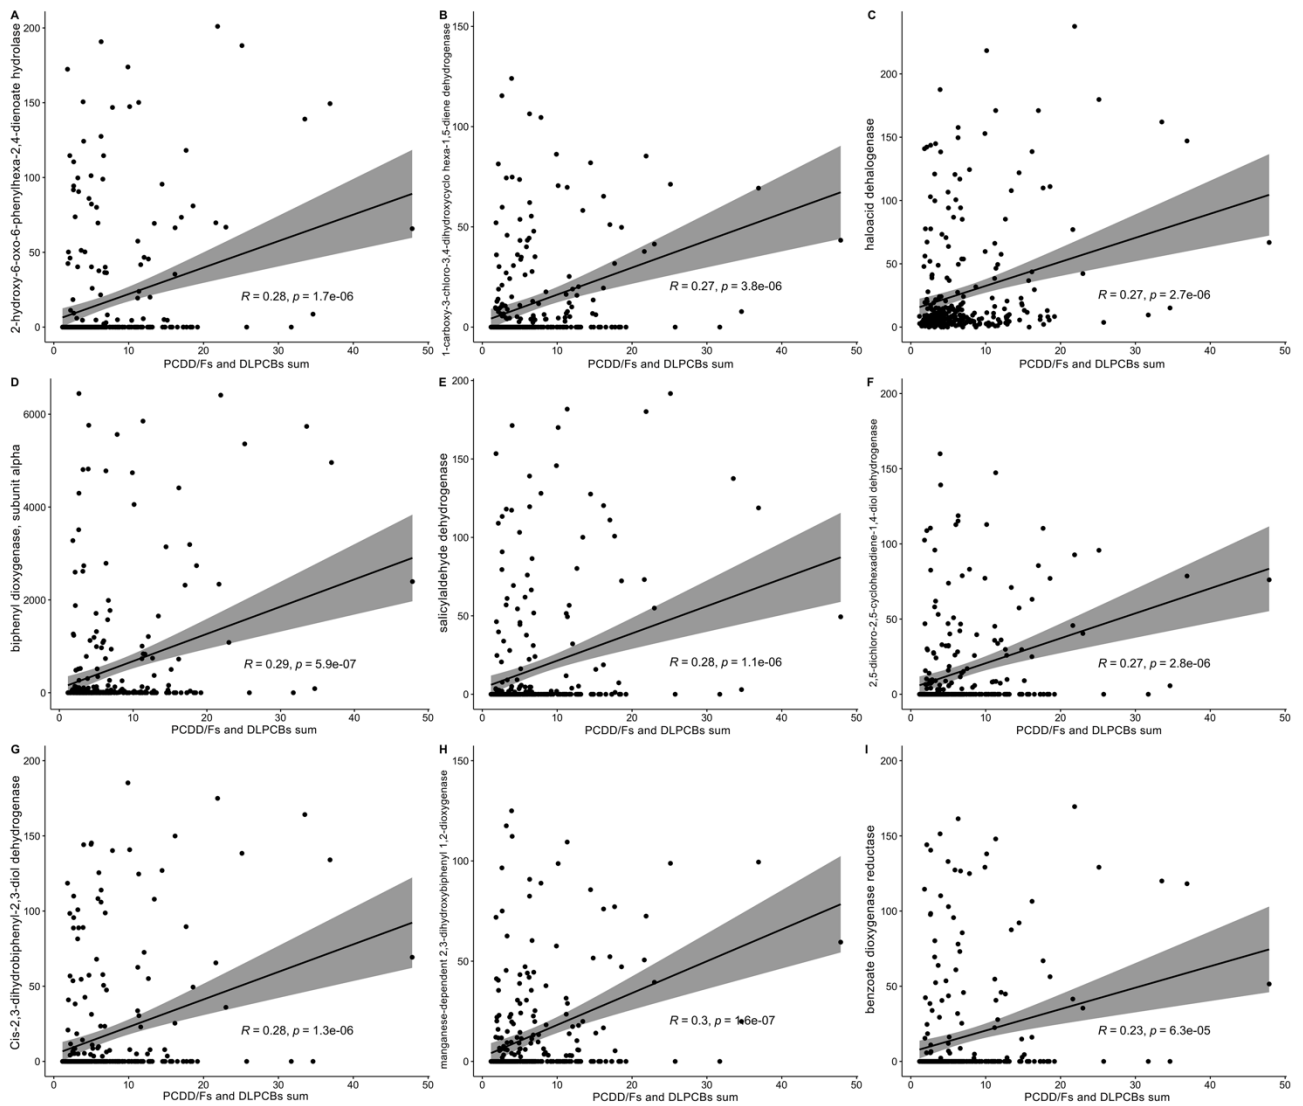 A
2-hydroxy-6-oxo-6-phenylhexa-2,4-dienoate hydrolase
200
150
100
50
0
R = 0.28, p = 1.7e-06
0 10 20 30 40 50
PCDD/Fs and DLPCBs sum
B
1-carboxy-3-chloro-3,4-dihydroxycyclo hexa-1,5-diene dehydrogenase
150
100
50
0
R = 0.27, p = 3.8e-06
0 10 20 30 40 50
PCDD/Fs and DLPCBs sum
C
haloacid dehalogenase
200
150
100
50
0
R = 0.27, p = 2.7e-06
0 10 20 30 40 50
PCDD/Fs and DLPCBs sum
D
biphenyl dioxygenase, subunit alpha
6000
4000
2000
0
R = 0.29, p = 5.9e-07
0 10 20 30 40 50
PCDD/Fs and DLPCBs sum
E
salicylaldehyde dehydrogenase
200
150
100
50
0
R = 0.28, p = 1.1e-06
0 10 20 30 40 50
PCDD/Fs and DLPCBs sum
F
2,5-dichloro-2,5-cyclohexadiene-1,4-diol dehydrogenase
200
150
100
50
0
R = 0.27, p = 2.8e-06
0 10 20 30 40 50
PCDD/Fs and DLPCBs sum
G
Cis-2,3-dihydrobiphenyl-2,3-diol dehydrogenase
200
150
100
50
0
R = 0.28, p = 1.3e-06
0 10 20 30 40 50
PCDD/Fs and DLPCBs sum
H
manganese-dependent 2,3-dihydroxybiphenyl 1,2-dioxygenase
150
100
50
0
R = 0.3, p = 1.6e-07
0 10 20 30 40 50
PCDD/Fs and DLPCBs sum
I
benzoate dioxygenase reductase
200
150
100
50
0
R = 0.23, p = 6.3e-05
0 10 20 30 40 50
PCDD/Fs and DLPCBs sum